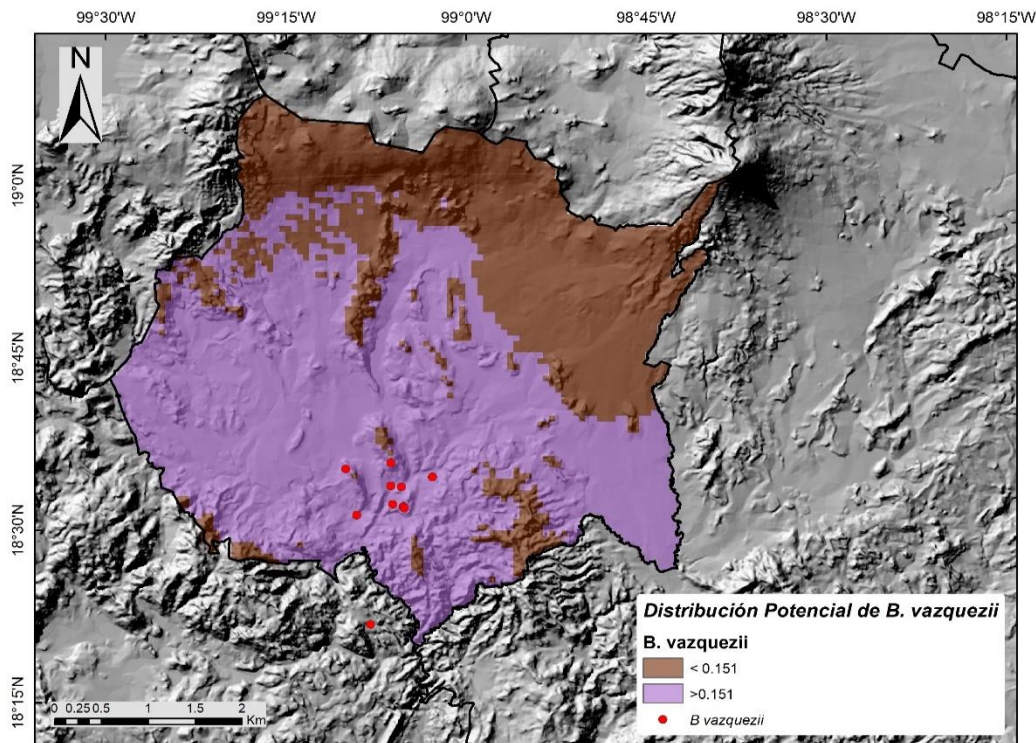 99°30'W 99°15'W 99°0'W 98°45'W 98°30'W 98°15'W
N
19°0'N
18°45'N
18°30'N
18°15'N
Distribución Potencial de B. vazquezii
B. vazquezii
< 0.151
>0.151
B vazquezii
0 0.25 0.5 1 1.5 2
Km